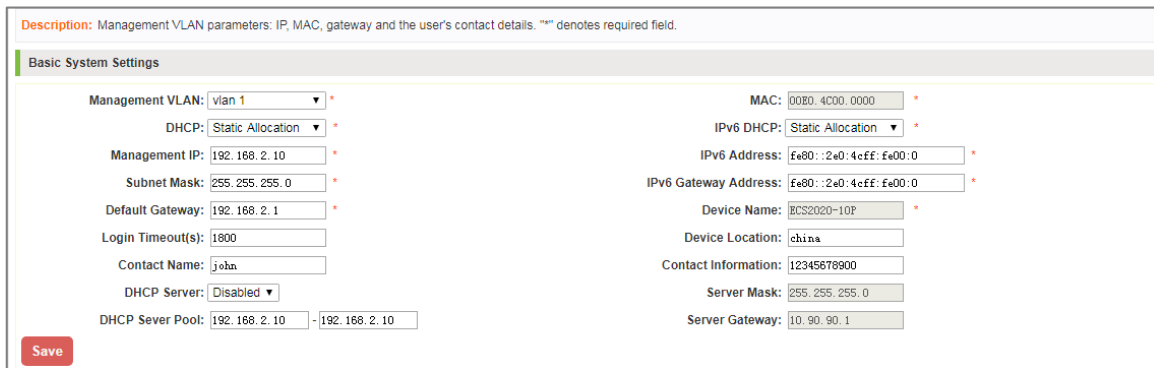 Description: Management VLAN parameters: IP, MAC, gateway and the user's contact details. "*" denotes required field.
Basic System Settings
Management VLAN: vlan 1 * MAC: 00E0.4C00.0000 *
DHCP: Static Allocation * IPv6 DHCP: Static Allocation *
Management IP: 192.168.2.10 * IPv6 Address: fe80::2e0:4cff:fe00:0 *
Subnet Mask: 255.255.255.0 * IPv6 Gateway Address: fe80::2e0:4cff:fe00:0 *
Default Gateway: 192.168.2.1 * Device Name: ECS2020-10P *
Login Timeout(s): 1800 Device Location: china
Contact Name: john Contact Information: 12345678900
DHCP Server: Disabled Server Mask: 255.255.255.0
DHCP Sever Pool: 192.168.2.10 - 192.168.2.10 Server Gateway: 10.90.90.1
Save